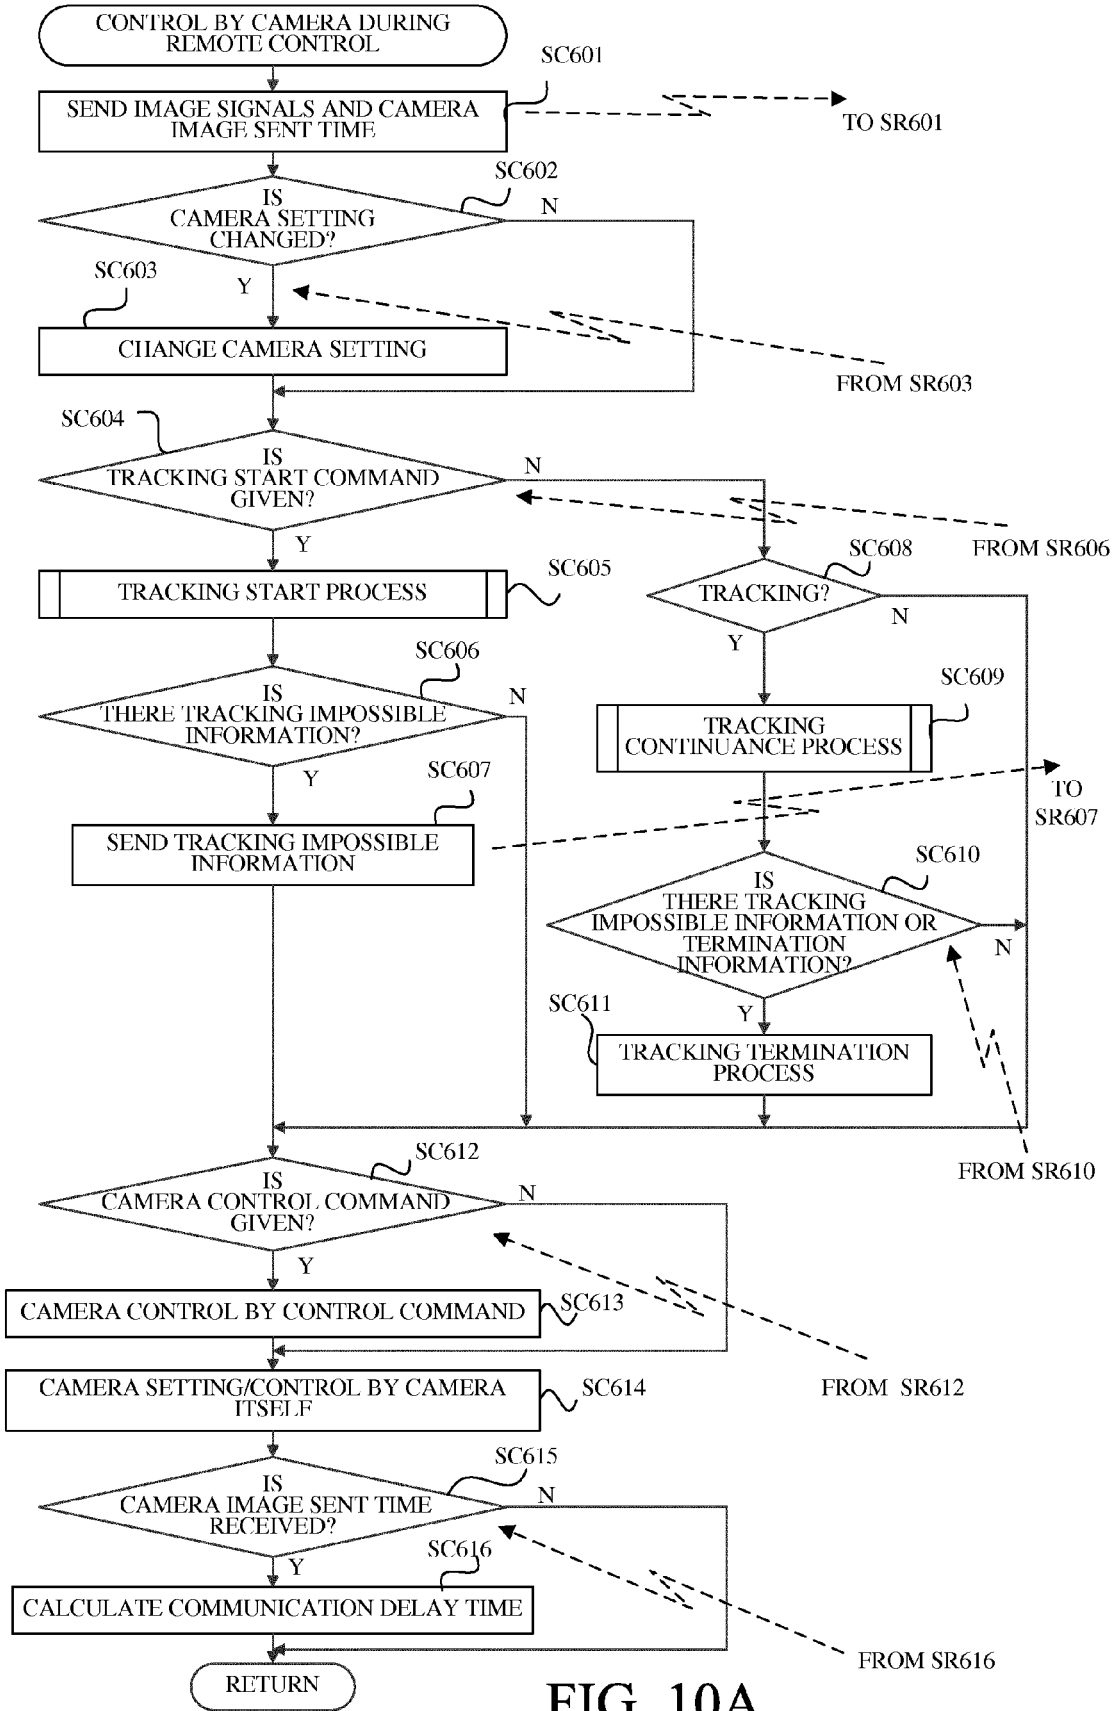 CONTROL BY CAMERA DURING
REMOTE CONTROL
SC601
SEND IMAGE SIGNALS AND CAMERA
IMAGE SENT TIME
TO SR601
SC602
IS
CAMERA SETTING
CHANGED?
N
Y
SC603
CHANGE CAMERA SETTING
FROM SR603
SC604
IS
TRACKING START COMMAND
GIVEN?
N
Y
FROM SR606
TRACKING START PROCESS
SC605
SC608
TRACKING?
N
Y
SC606
IS
THERE TRACKING IMPOSSIBLE
INFORMATION?
N
Y
SC609
TRACKING
CONTINUANCE PROCESS
SC607
SEND TRACKING IMPOSSIBLE
INFORMATION
TO
SR607
SC610
IS
THERE TRACKING
IMPOSSIBLE INFORMATION OR
TERMINATION
INFORMATION?
N
Y
SC611
TRACKING TERMINATION
PROCESS
FROM SR610
SC612
IS
CAMERA CONTROL COMMAND
GIVEN?
N
Y
CAMERA CONTROL BY CONTROL COMMAND
SC613
FROM SR612
CAMERA SETTING/CONTROL BY CAMERA
ITSELF
SC614
SC615
IS
CAMERA IMAGE SENT TIME
RECEIVED?
N
Y
SC616
CALCULATE COMMUNICATION DELAY TIME
FROM SR616
RETURN
FIG. 10A